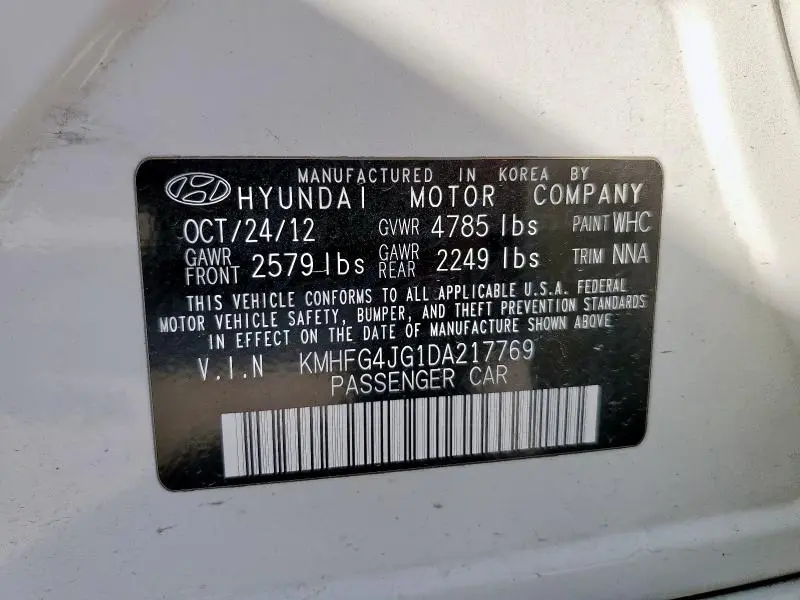 MANUFACTURED IN KOREA BY
HYUNDAI MOTOR COMPANY
OCT/24/12 GVWR 4785 lbs PAINT WHC
GAWR FRONT 2579 lbs GAWR REAR 2249 lbs TRIM NNA
THIS VEHICLE CONFORMS TO ALL APPLICABLE U.S.A. FEDERAL
MOTOR VEHICLE SAFETY, BUMPER, AND THEFT PREVENTION STANDARDS
IN EFFECT ON THE DATE OF MANUFACTURE SHOWN ABOVE
V.I.N KMHFG4JG1DA217769
PASSENGER CAR